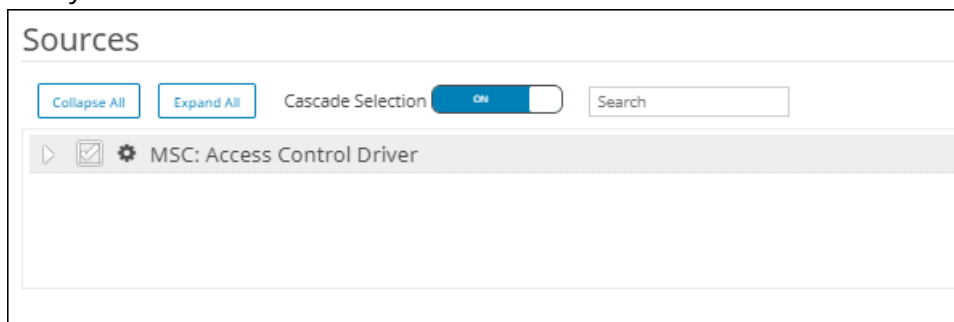 Sources
Collapse All Expand All Cascade Selection ON Search
MSC: Access Control Driver